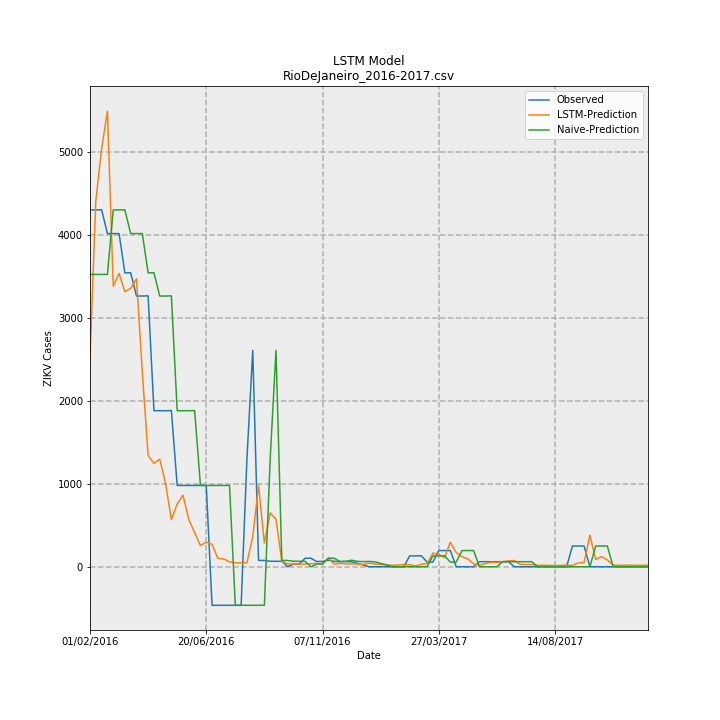 LSTM Model
RioDeJaneiro_2016-2017.csv
Observed
LSTM-Prediction
Naive-Prediction
5000
4000
3000
2000
1000
0
ZIKV Cases
01/02/2016 20/06/2016 07/11/2016 27/03/2017 14/08/2017
Date